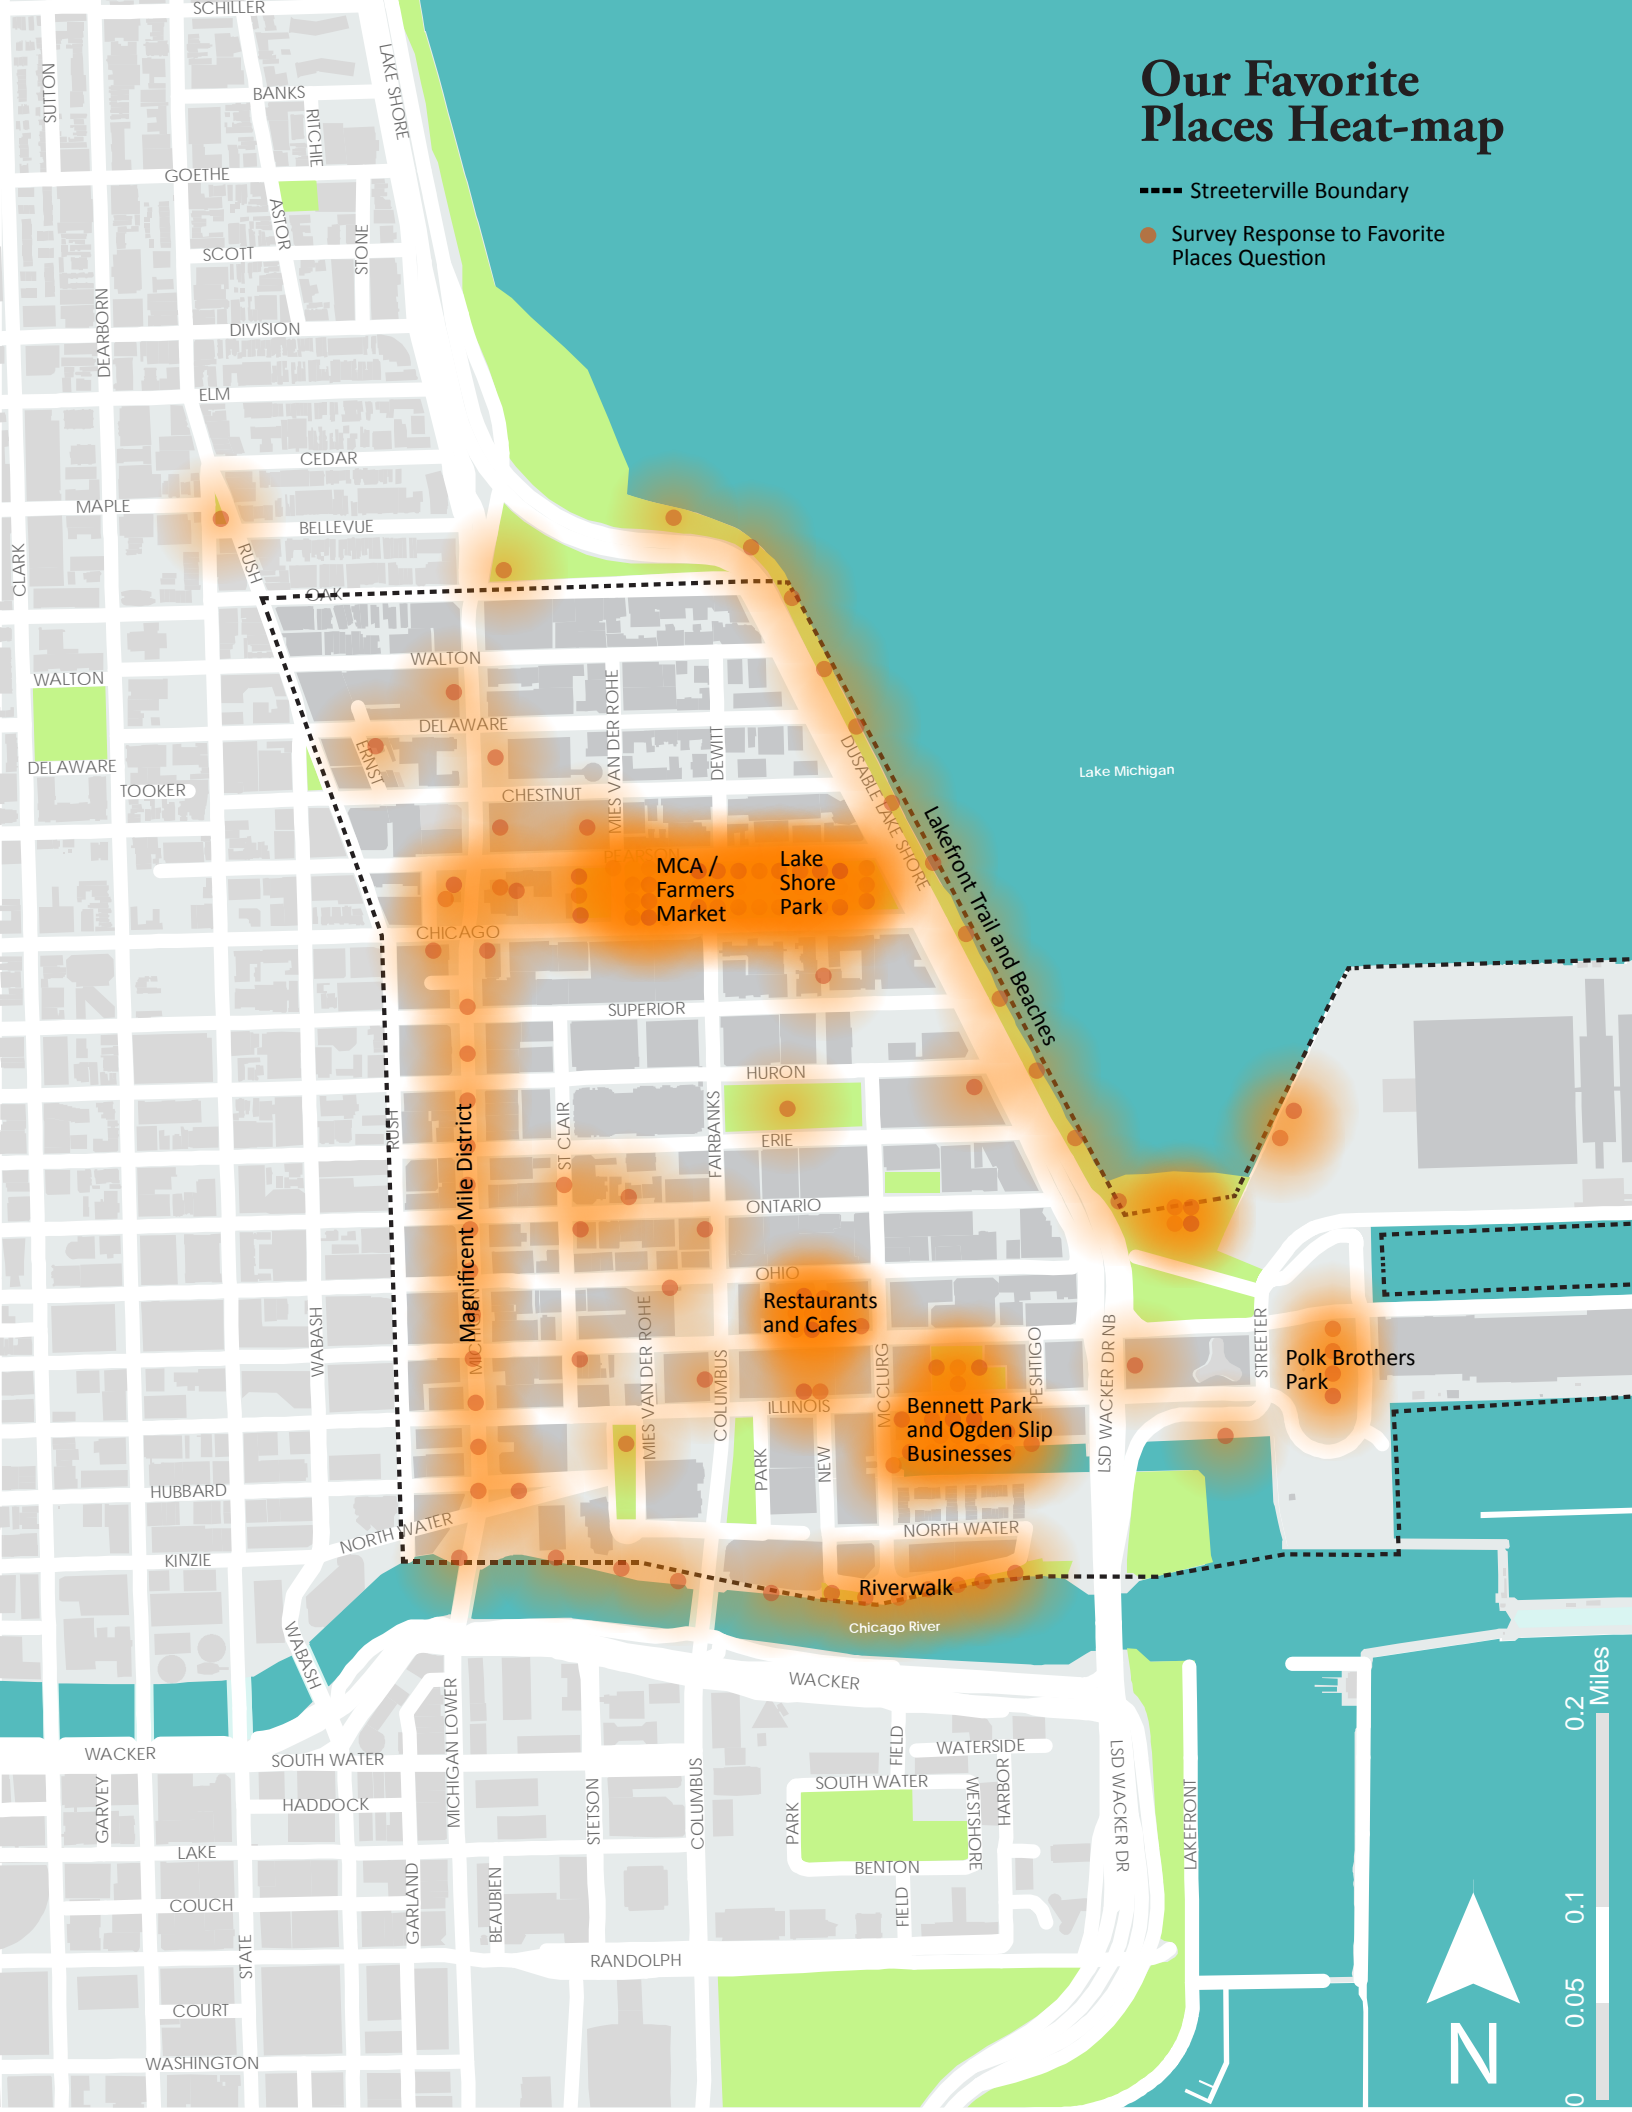 Our Favorite
Places Heat-map
Streeterville Boundary
Survey Response to Favorite
Places Question
SCHILLER
SUTTON
LAKE SHORE
BANKS
RITCHIE
GOETHE
ASTOR
SCOTT
STONE
DEARBORN
DIVISION
ELM
CEDAR
MAPLE
BELLEVUE
CLARK
RUSH
OAK
WALTON
WALTON
MIES VAN DER ROHE
DELAWARE
DEWITT
ERNST
DUSABLE LAKE SHORE
Lake Michigan
DELAWARE
TOOKER
CHESTNUT
PEARSON
MCA /
Farmers
Market
Lake
Shore
Park
Lakefront Trail and Beaches
CHICAGO
SUPERIOR
HURON
RUSH
Magnificent Mile District
ST CLAIR
FAIRBANKS
ERIE
ONTARIO
OHIO
Restaurants
and Cafes
WABASH
MICHIGAN
MIES VAN DER ROHE
COLUMBUS
MCCLURG
PESHTIGO
LSD WACKER DR NB
STREETER
Polk Brothers
Park
ILLINOIS
Bennett Park
and Ogden Slip
Businesses
PARK
NEW
HUBBARD
NORTH WATER
NORTH WATER
KINZIE
Riverwalk
Chicago River
WABASH
WACKER
MICHIGAN LOWER
WACKER
SOUTH WATER
FIELD
WATERSIDE
LSD WACKER DR
GARVEY
HADDOCK
STETSON
COLUMBUS
PARK
SOUTH WATER
WESTSHORE
HARBOR
LAKEFRONT
LAKE
BENTON
COUCH
GARLAND
BEAUBIEN
FIELD
STATE
RANDOLPH
COURT
WASHINGTON
N
0
0.05
0.1
0.2
Miles